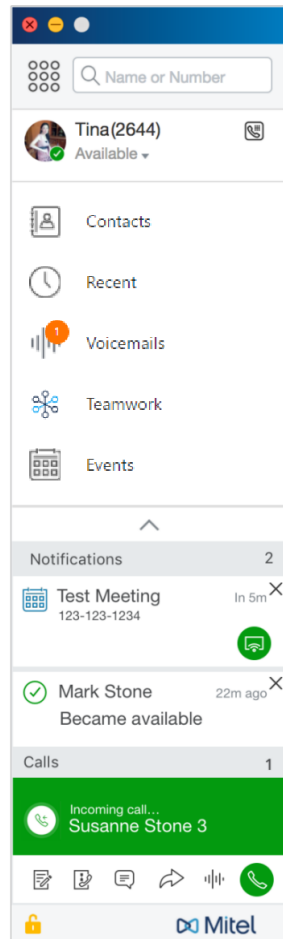 Name or Number
Tina(2644)
Available
Contacts
Recent
1
Voicemails
Teamwork
Events
Notifications 2
Test Meeting In 5m
123-123-1234
Mark Stone 22m ago
Became available
Calls 1
Incoming call...
Susanne Stone 3
Mitel